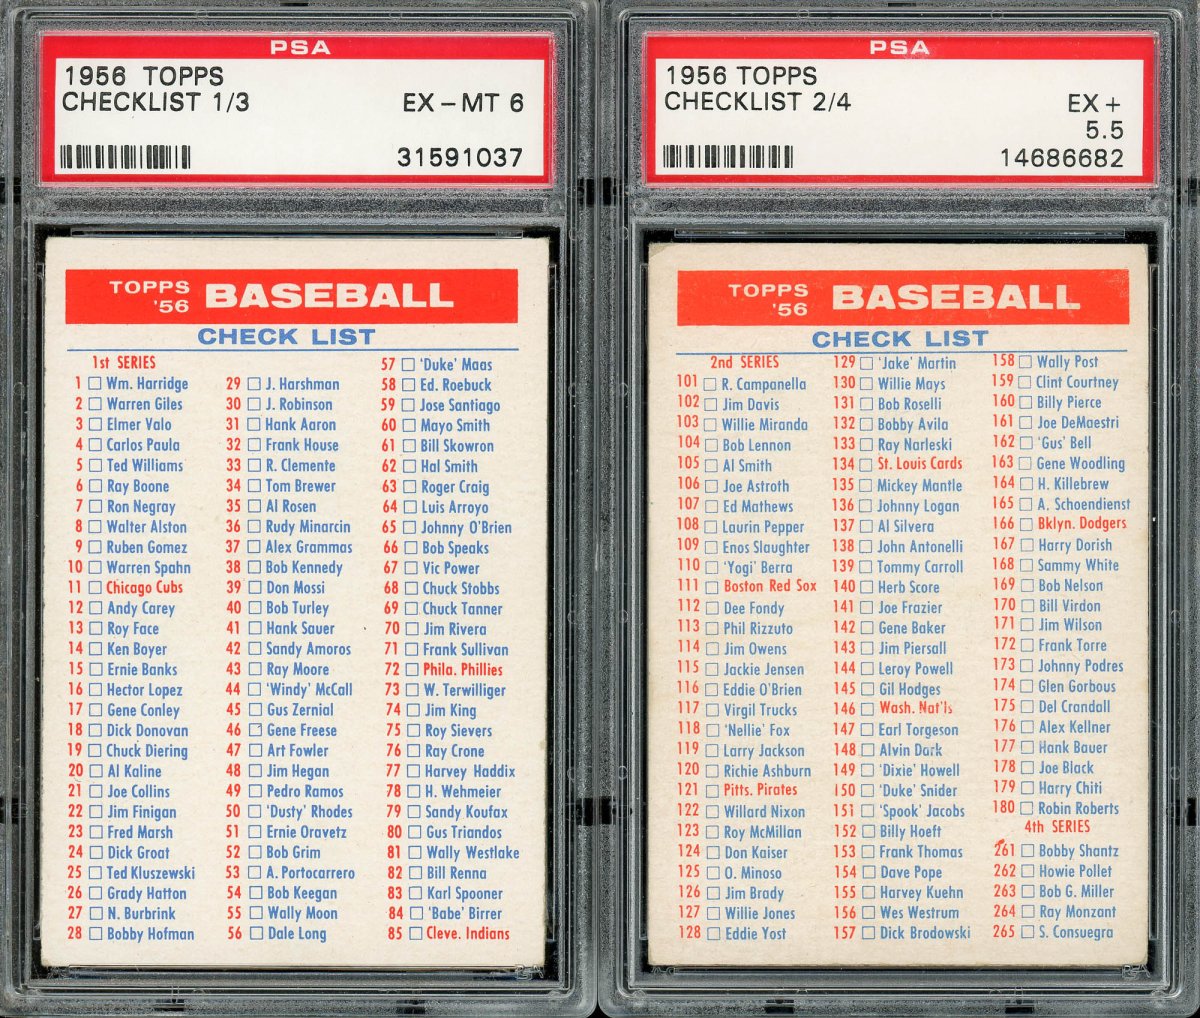 PSA
1956 TOPPS
CHECKLIST 1/3 EX-MT 6
31591037
TOPPS '56 BASEBALL
CHECK LIST
1st SERIES
1 Wm. Harridge
2 Warren Giles
3 Elmer Valo
4 Carlos Paula
5 Ted Williams
6 Ray Boone
7 Ron Negray
8 Walter Alston
9 Ruben Gomez
10 Warren Spahn
11 Chicago Cubs
12 Andy Carey
13 Roy Face
14 Ken Boyer
15 Ernie Banks
16 Hector Lopez
17 Gene Conley
18 Dick Donovan
19 Chuck Diering
20 Al Kaline
21 Joe Collins
22 Jim Finigan
23 Fred Marsh
24 Dick Groat
25 Ted Kluszewski
26 Grady Hatton
27 N. Burbrink
28 Bobby Hofman
29 J. Harshman
30 J. Robinson
31 Hank Aaron
32 Frank House
33 R. Clemente
34 Tom Brewer
35 Al Rosen
36 Rudy Minarcin
37 Alex Grammas
38 Bob Kennedy
39 Don Mossi
40 Bob Turley
41 Hank Sauer
42 Sandy Amoros
43 Ray Moore
44 'Windy' McCall
45 Gus Zernial
46 Gene Freese
47 Art Fowler
48 Jim Hegan
49 Pedro Ramos
50 'Dusty' Rhodes
51 Ernie Oravetz
52 Bob Grim
53 A. Portocarrero
54 Bob Keegan
55 Wally Moon
56 Dale Long
57 'Duke' Maas
58 Ed. Roebuck
59 Jose Santiago
60 Mayo Smith
61 Bill Skowron
62 Hal Smith
63 Roger Craig
64 Luis Arroyo
65 Johnny O'Brien
66 Bob Speaks
67 Vic Power
68 Chuck Stobbs
69 Chuck Tanner
70 Jim Rivera
71 Frank Sullivan
72 Phila. Phillies
73 W. Terwilliger
74 Jim King
75 Roy Sievers
76 Ray Crone
77 Harvey Haddix
78 H. Wehmeier
79 Sandy Koufax
80 Gus Triandos
81 Wally Westlake
82 Bill Renna
83 Karl Spooner
84 'Babe' Birrer
85 Cleve. Indians
PSA
1956 TOPPS
CHECKLIST 2/4 EX+
5.5
14686682
TOPPS '56 BASEBALL
CHECK LIST
2nd SERIES
101 R. Campanella
102 Jim Davis
103 Willie Miranda
104 Bob Lennon
105 Al Smith
106 Joe Astroth
107 Ed Mathews
108 Laurin Pepper
109 Enos Slaughter
110 'Yogi' Berra
111 Boston Red Sox
112 Dee Fondy
113 Phil Rizzuto
114 Jim Owens
115 Jackie Jensen
116 Eddie O'Brien
117 Virgil Trucks
118 'Nellie' Fox
119 Larry Jackson
120 Richie Ashburn
121 Pitts. Pirates
122 Willard Nixon
123 Roy McMillan
124 Don Kaiser
125 O. Minoso
126 Jim Brady
127 Willie Jones
128 Eddie Yost
129 'Jake' Martin
130 Willie Mays
131 Bob Roselli
132 Bobby Avila
133 Ray Narleski
134 St. Louis Cards
135 Mickey Mantle
136 Johnny Logan
137 Al Silvera
138 John Antonelli
139 Tommy Carroll
140 Herb Score
141 Joe Frazier
142 Gene Baker
143 Jim Piersall
144 Leroy Powell
145 Gil Hodges
146 Wash. Nat'ls
147 Earl Torgeson
148 Alvin Dark
149 'Dixie' Howell
150 'Duke' Snider
151 'Spook' Jacobs
152 Billy Hoeft
153 Frank Thomas
154 Dave Pope
155 Harvey Kuehn
156 Wes Westrum
157 Dick Brodowski
158 Wally Post
159 Clint Courtney
160 Billy Pierce
161 Joe DeMaestri
162 'Gus' Bell
163 Gene Woodling
164 H. Killebrew
165 A. Schoendienst
166 Bklyn. Dodgers
167 Harry Dorish
168 Sammy White
169 Bob Nelson
170 Bill Virdon
171 Jim Wilson
172 Frank Torre
173 Johnny Podres
174 Glen Gorbous
175 Del Crandall
176 Alex Kellner
177 Hank Bauer
178 Joe Black
179 Harry Chiti
180 Robin Roberts
4th SERIES
261 Bobby Shantz
262 Howie Pollet
263 Bob G. Miller
264 Ray Monzant
265 S. Consuegra